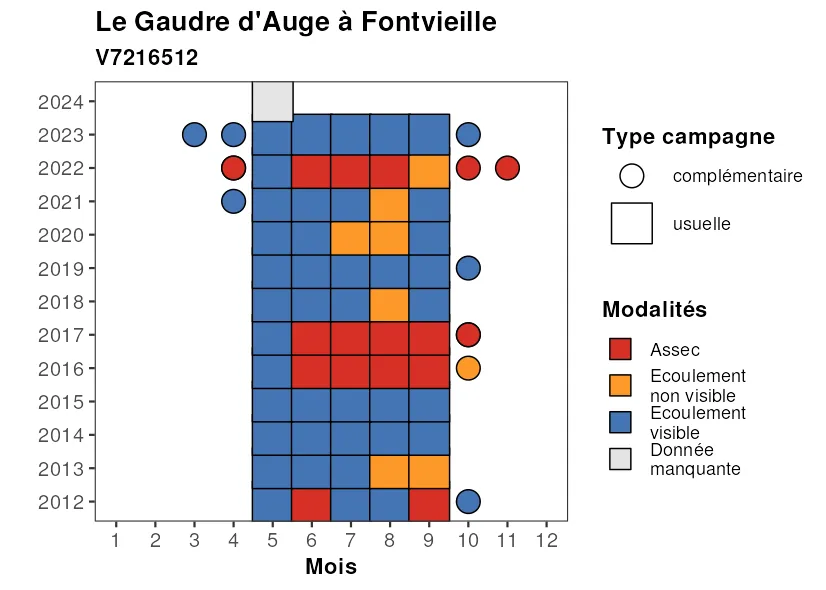 Le Gaudre d'Auge à Fontvieille
V7216512
2024
2023
2022
2021
2020
2019
2018
2017
2016
2015
2014
2013
2012
1 2 3 4 5 6 7 8 9 10 11 12
Mois
Type campagne
complémentaire
usuelle
Modalités
Assec
Ecoulement
non visible
Ecoulement
visible
Donnée
manquante